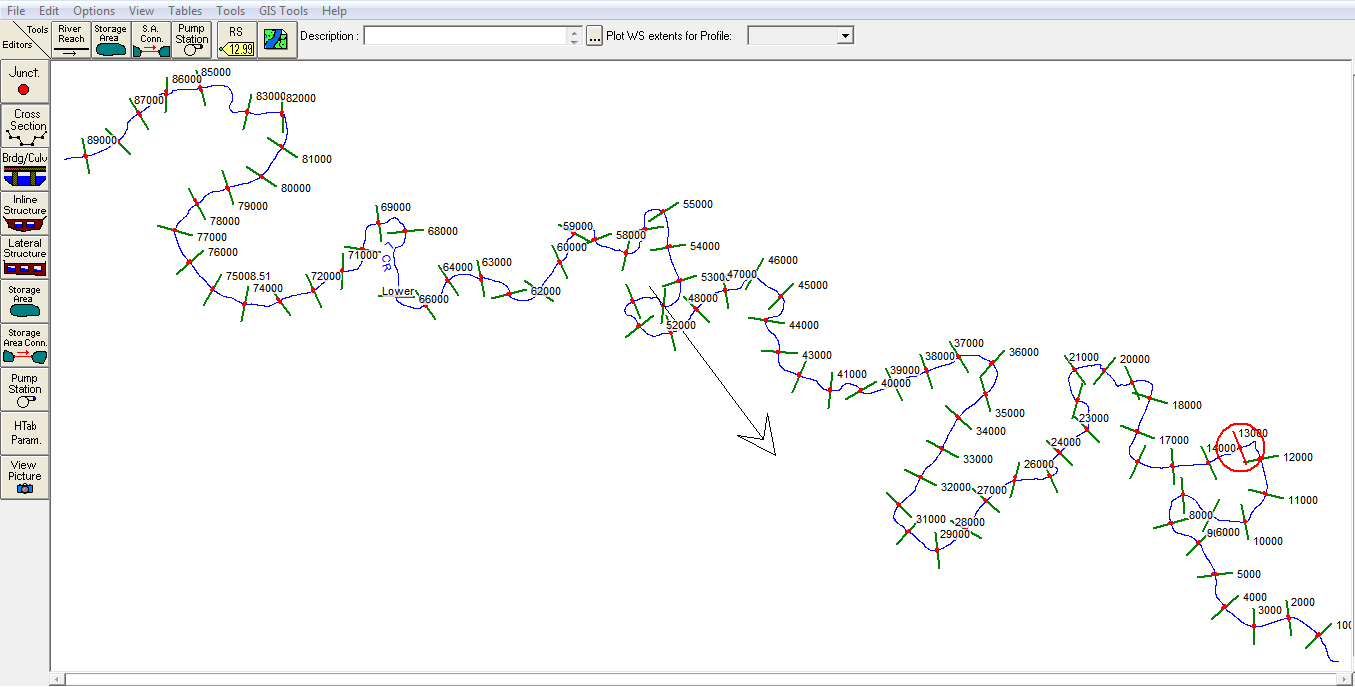 File Edit Options View Tables Tools GIS Tools Help
Tools
Editors
River
Reach
Storage
Area
S.A.
Conn.
Pump
Station
RS
12.99
Description :
...
Plot WS extents for Profile:
Junct.
Cross
Section
Brdg/Culv
Inline
Structure
Lateral
Structure
Storage
Area
Storage
Area Conn.
Pump
Station
HTab
Param.
View
Picture
89000
87000
86000
85000
83000
82000
81000
80000
79000
78000
77000
76000
75008.51
74000
72000
71000
69000
68000
CR
Lower
66000
64000
63000
62000
60000
59000
58000
55000
54000
53000
52000
48000
47000
46000
45000
44000
43000
41000
40000
39000
38000
37000
36000
35000
34000
33000
32000
31000
29000
28000
27000
26000
24000
23000
21000
20000
18000
17000
14000
13000
12000
11000
10000
8000
6000
5000
4000
3000
2000